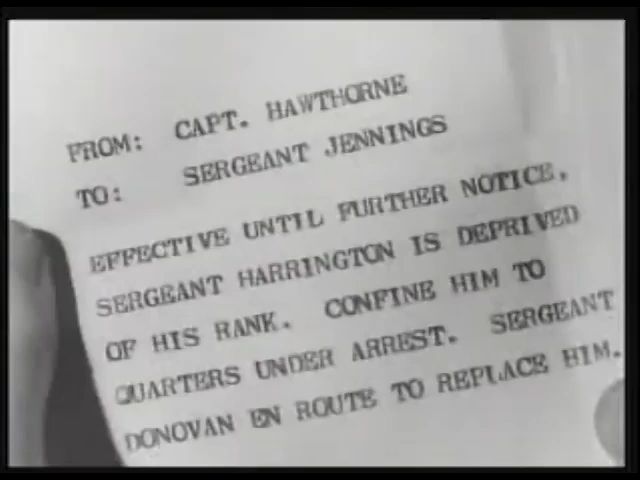 FROM: CAPT. HAWTHORNE
TO: SERGEANT JENNINGS
EFFECTIVE UNTIL FURTHER NOTICE,
SERGEANT HARRINGTON IS DEPRIVED
OF HIS RANK. CONFINE HIM TO
QUARTERS UNDER ARREST. SERGEANT
DONOVAN EN ROUTE TO REPLACE HIM.